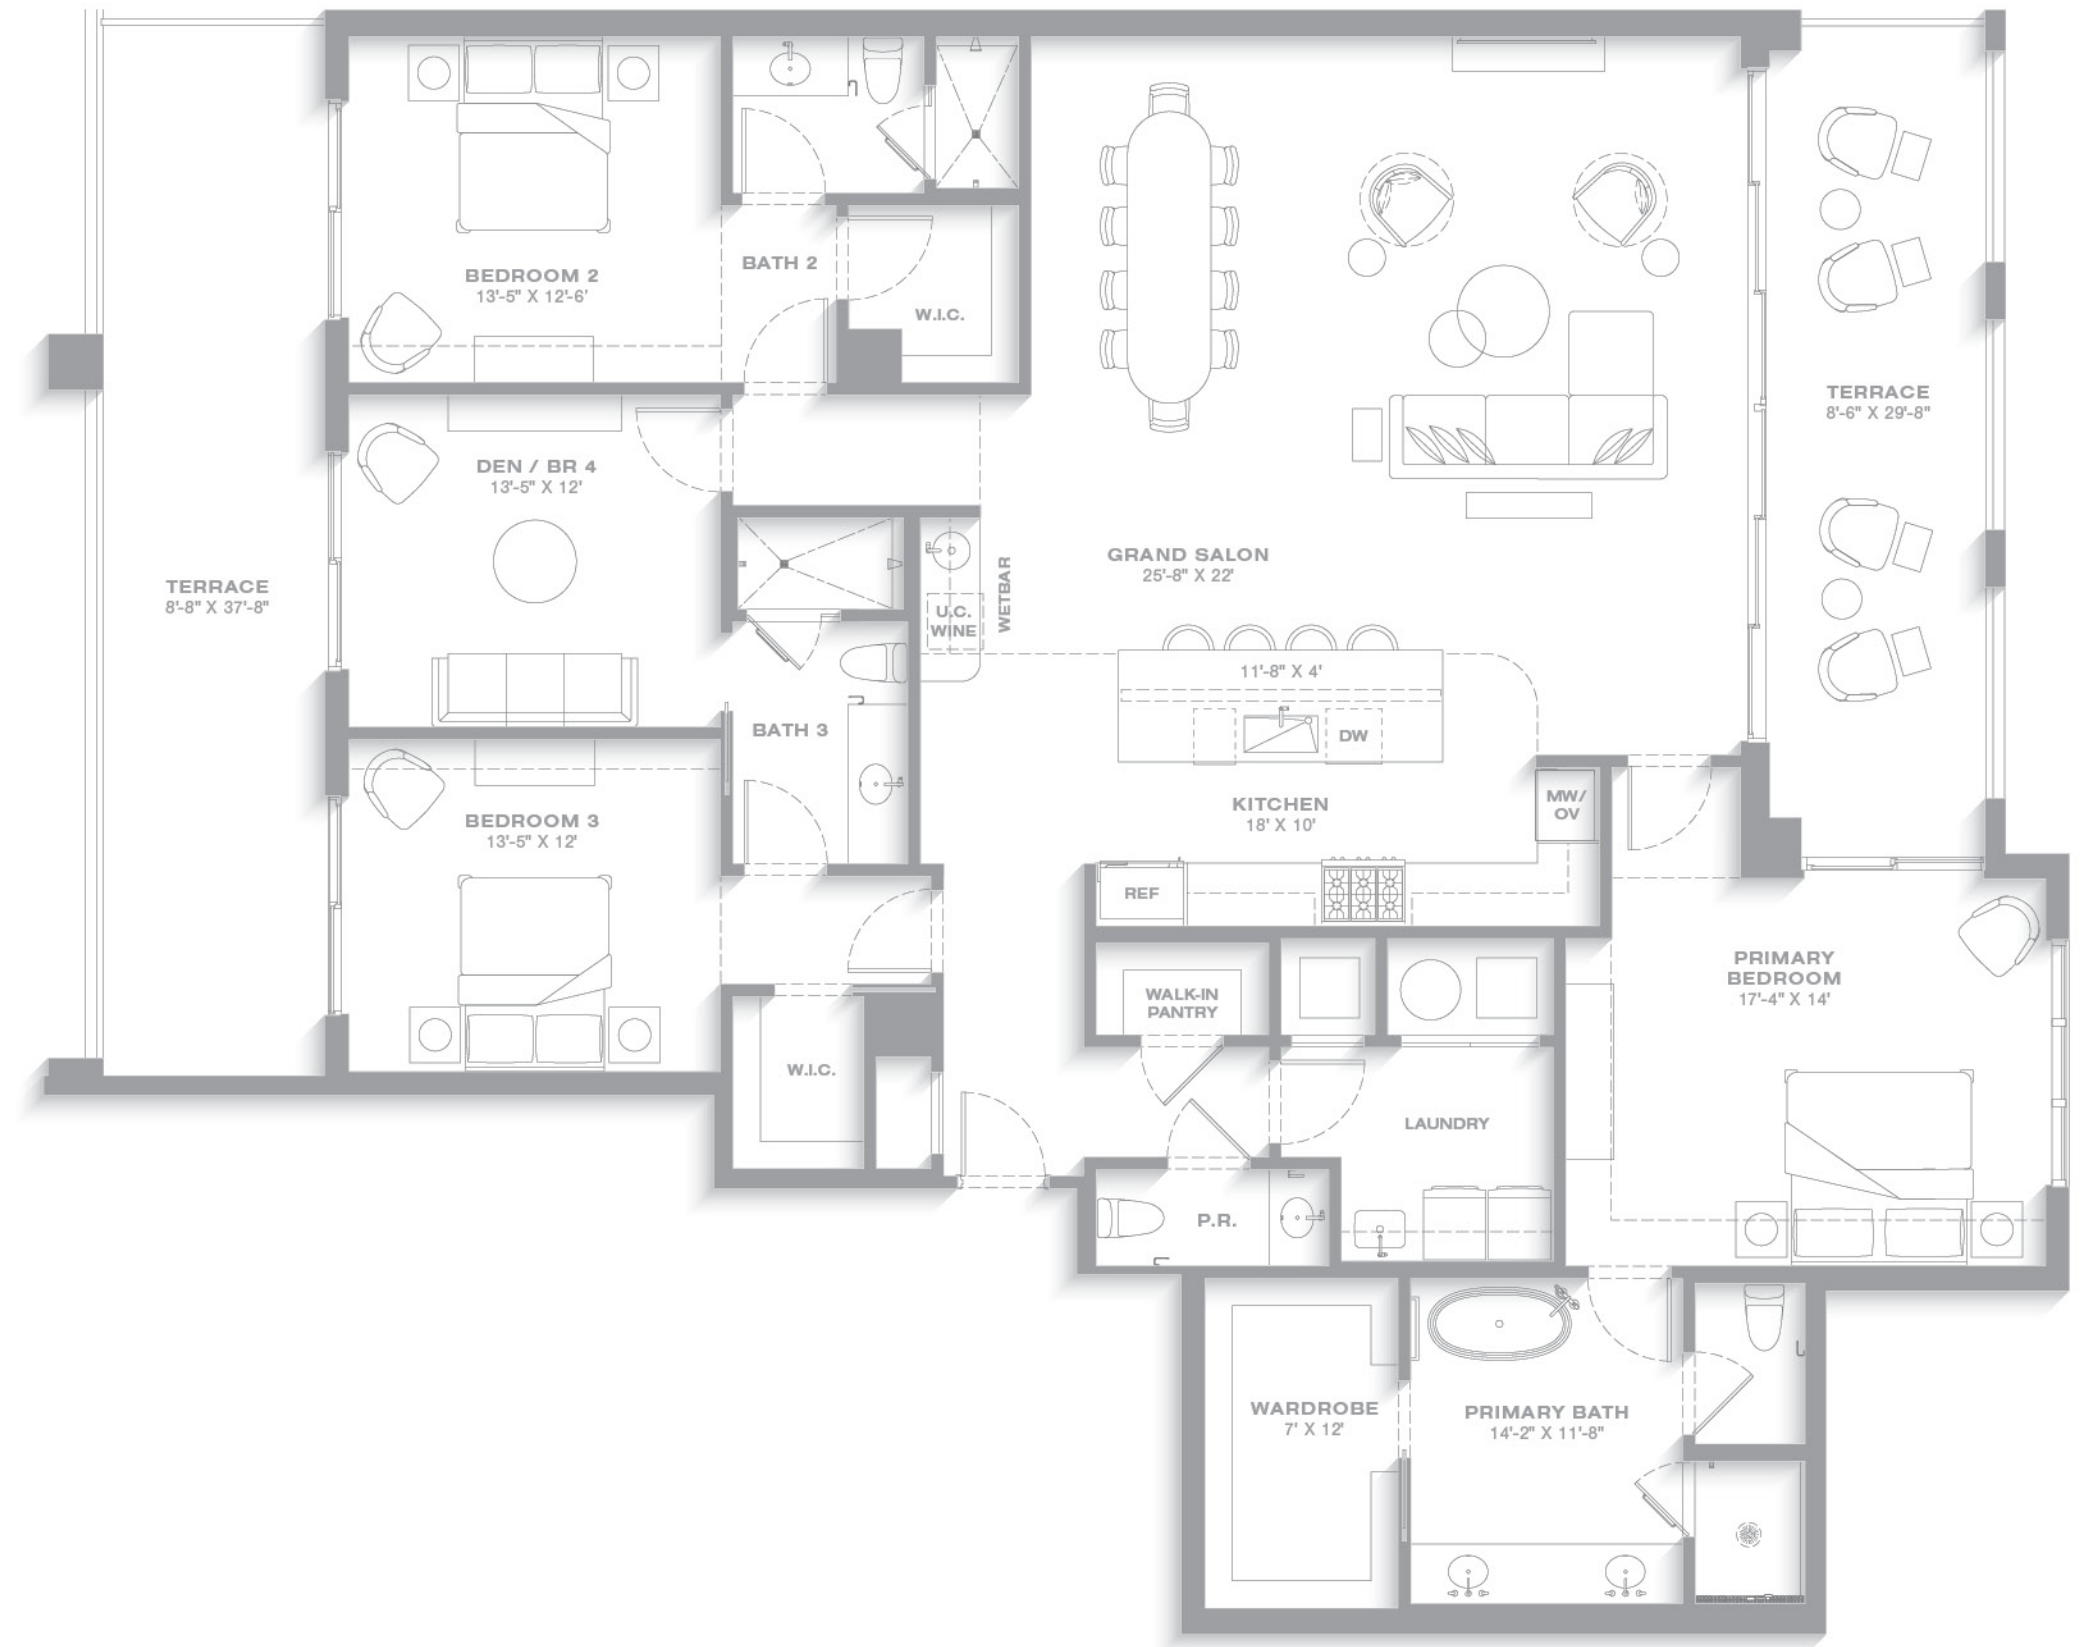 BATH 2
BEDROOM 2
13'-5" X 12'-6'
W.I.C.
TERRACE
8'-6" X 29'-8"
DEN / BR 4
13'-5" X 12'
GRAND SALON
25'-8" X 22'
TERRACE
8'-8" X 37'-8"
U.C.
WINE
WETBAR
11'-8" X 4'
DW
BATH 3
BEDROOM 3
13'-5" X 12'
KITCHEN
18' X 10'
MW/
OV
REF
PRIMARY
BEDROOM
17'-4" X 14'
WALK-IN
PANTRY
W.I.C.
LAUNDRY
P.R.
WARDROBE
7' X 12'
PRIMARY BATH
14'-2" X 11'-8"